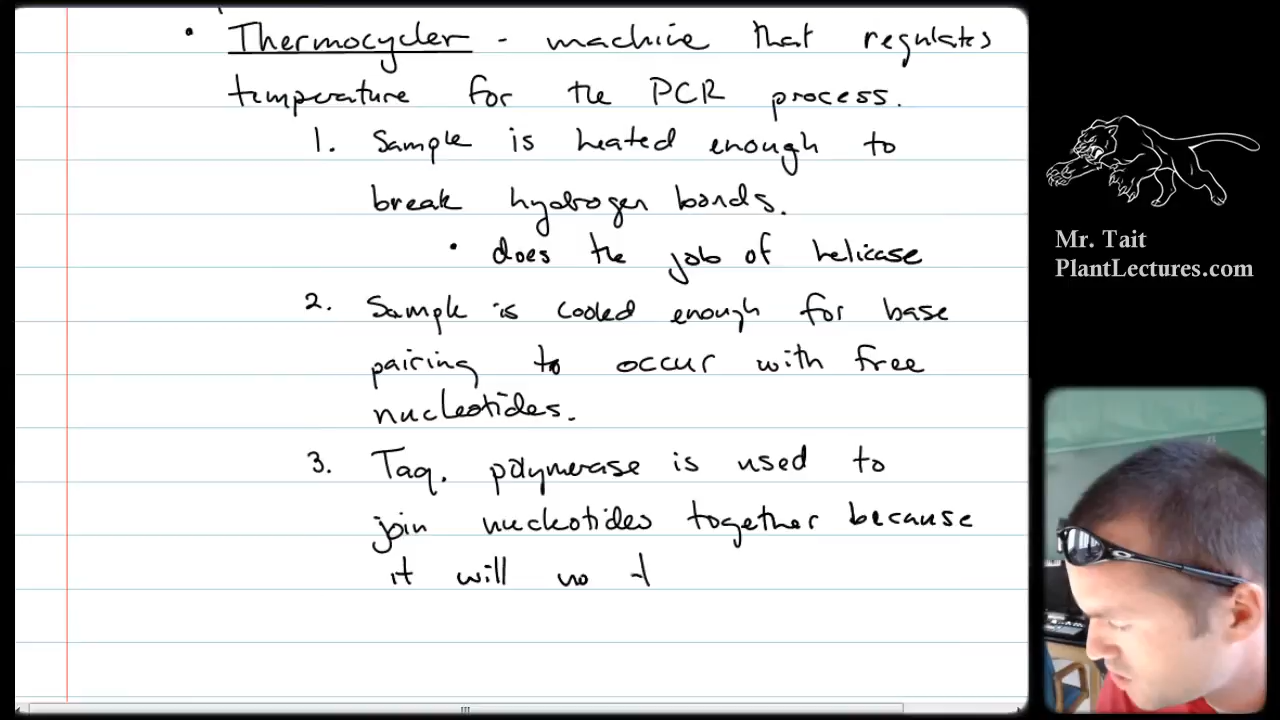 • Thermocycler - machine that regulates
temperature for the PCR process.
1. Sample is heated enough to
break hydrogen bonds.
• does the job of helicase
2. Sample is cooled enough for base
pairing to occur with free
nucleotides.
3. Taq. polymerase is used to
join nucleotides together because
it will no t
Mr. Tait
PlantLectures.com